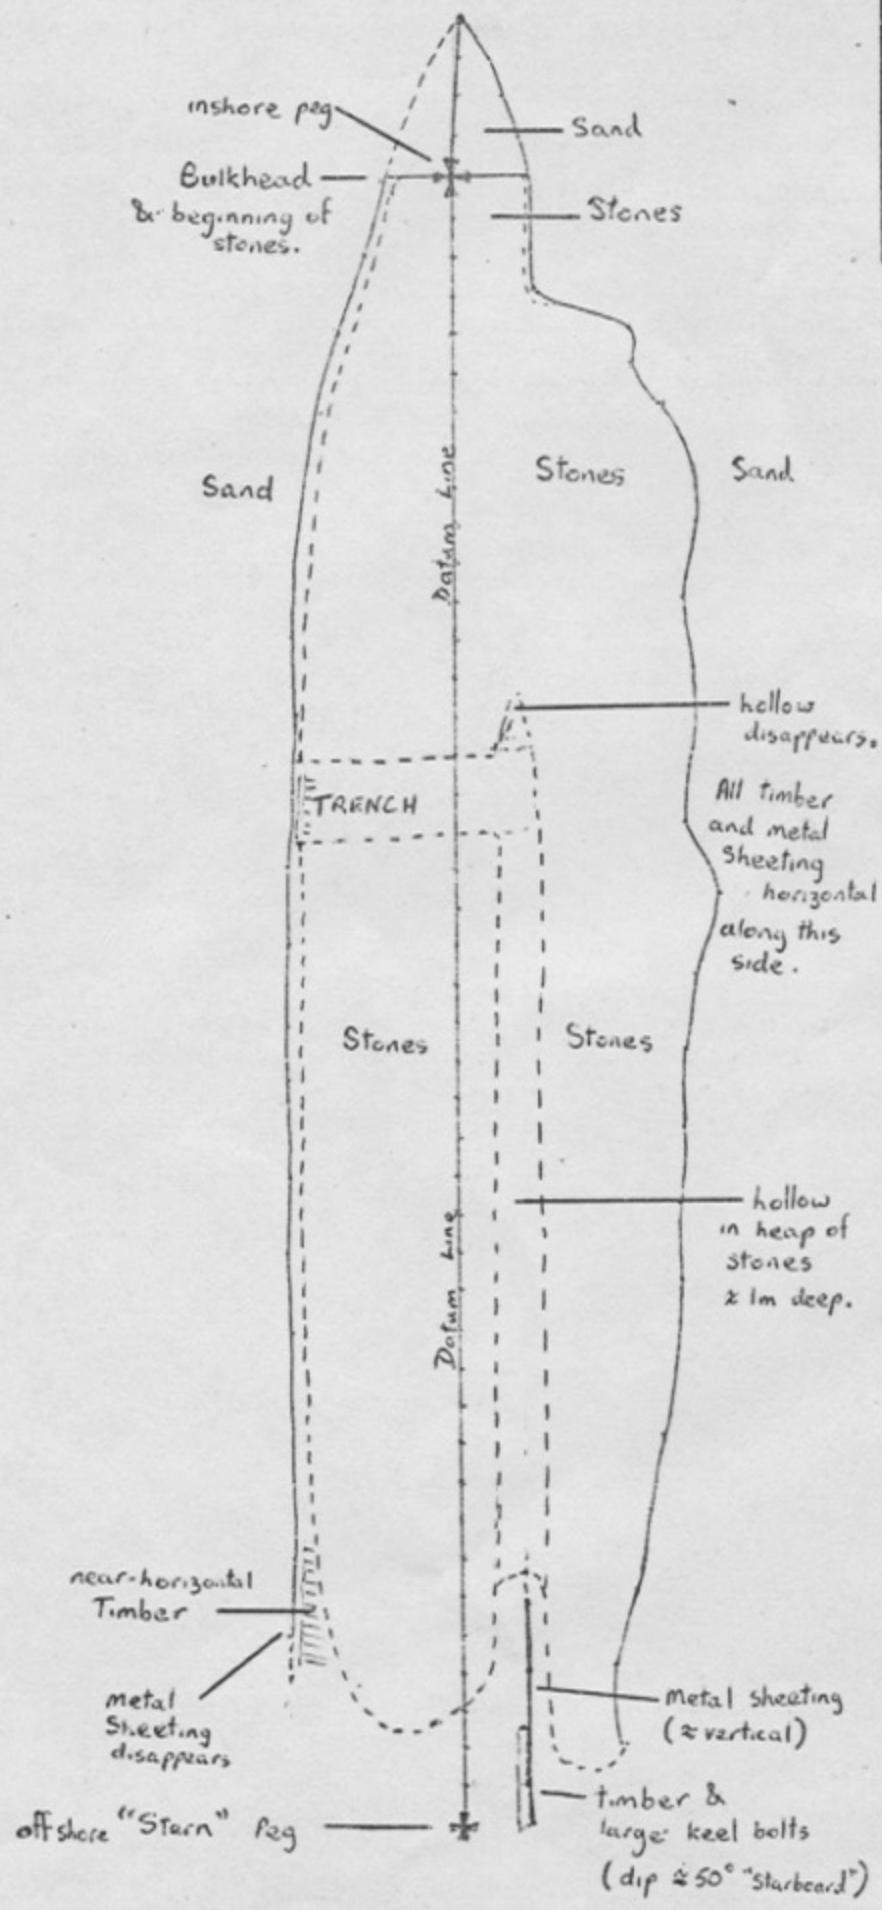 inshore peg
Sand
Bulkhead
& beginning of
stones.
Stones
Datum Line
Sand
Stones
Sand
hollow
disappears.
TRENCH
All timber
and metal
Sheeting
horizontal
along this
side.
Stones
Stones
hollow
in heap of
stones
≈ 1m deep.
Datum Line
near-horizontal
Timber
metal
Sheeting
disappears
metal sheeting
(≈ vertical)
timber &
large keel bolts
(dip ≈ 50° "Starboard")
offshore "Stern" Peg